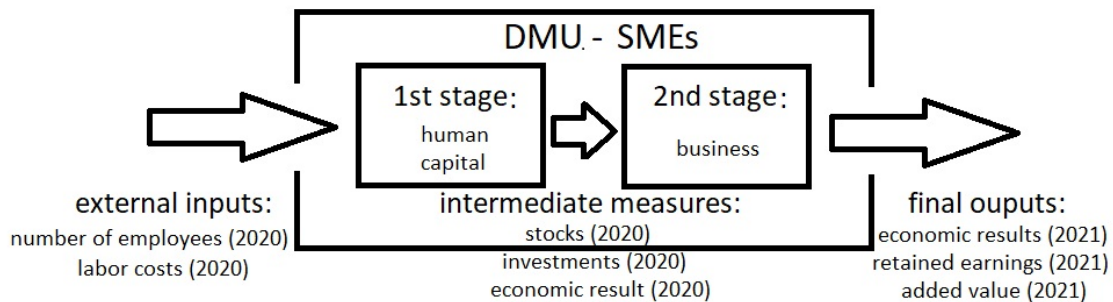 DMU. - SMEs
1st stage:
human
capital
2nd stage:
business
external inputs:
number of employees (2020)
labor costs (2020)
intermediate measures:
stocks (2020)
investments (2020)
economic result (2020)
final ouputs:
economic results (2021)
retained earnings (2021)
added value (2021)